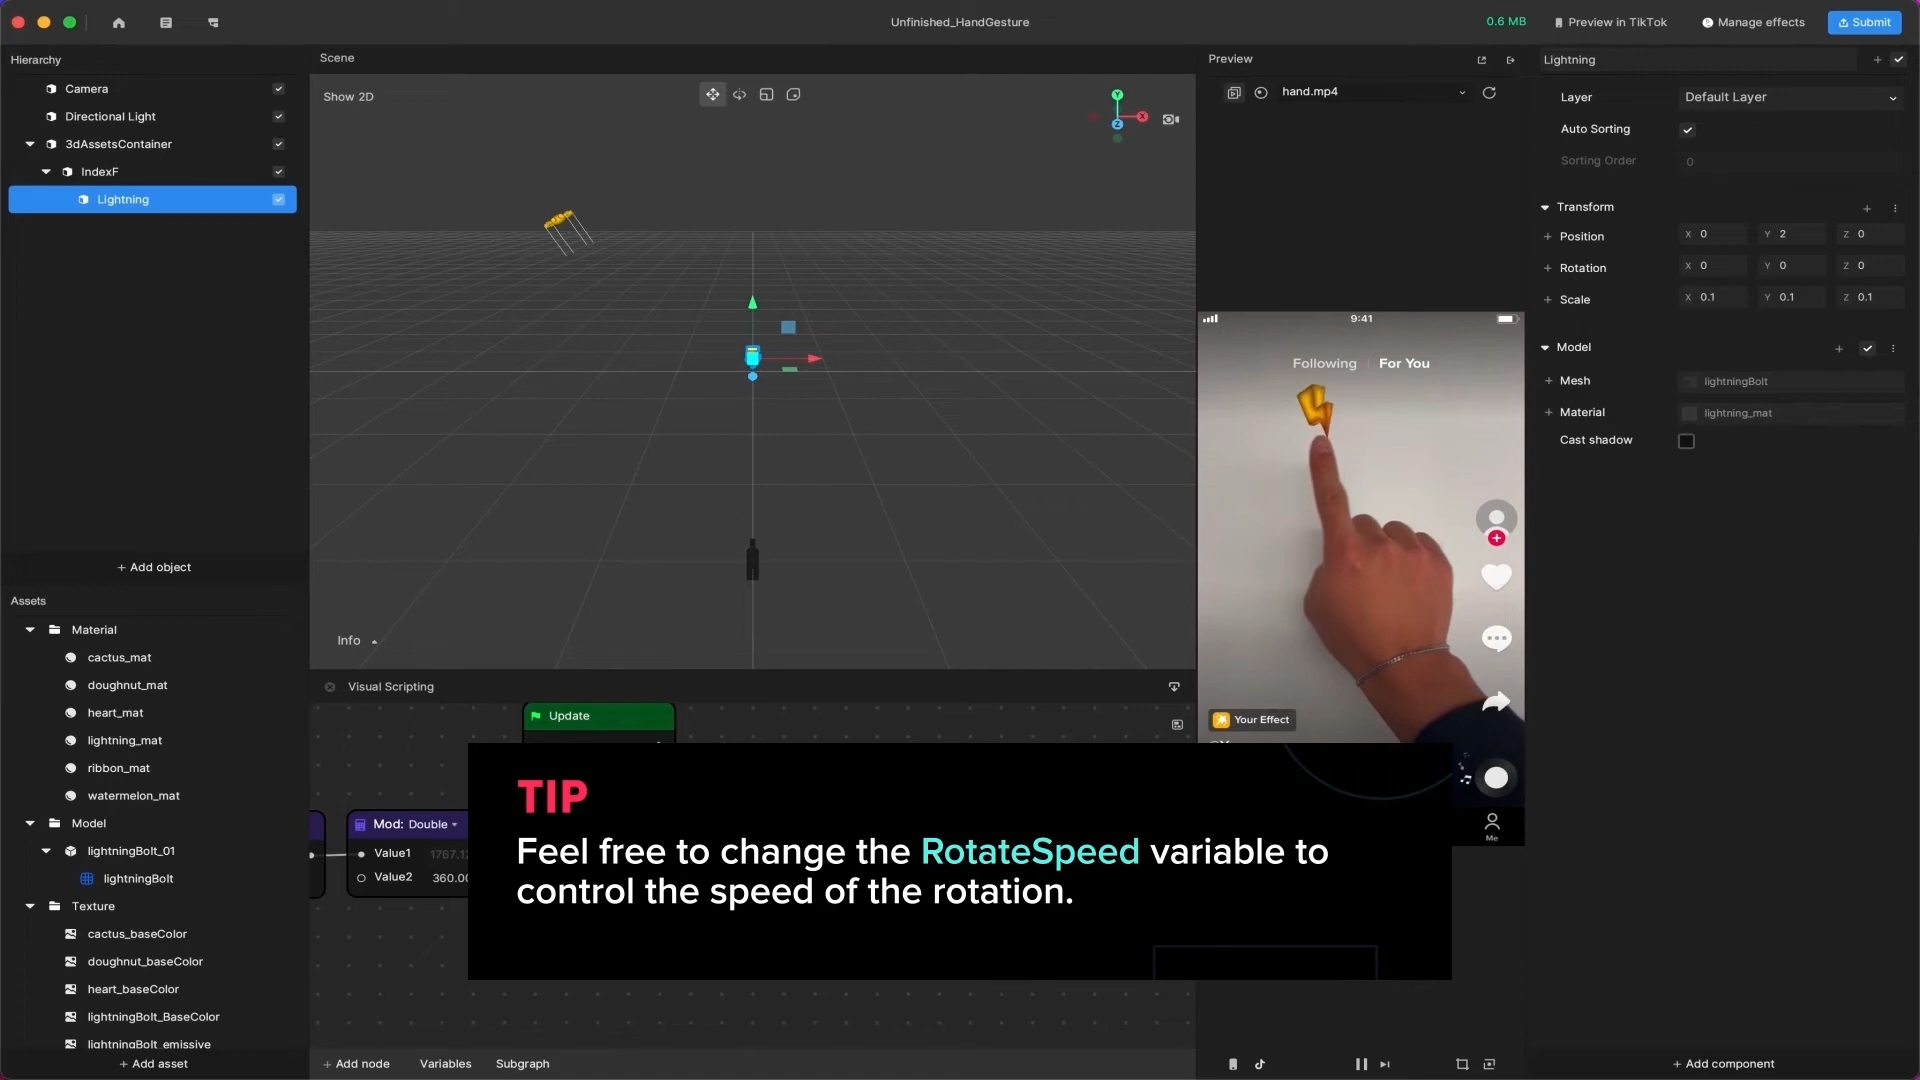 Unfinished_HandGesture
0.6 MB
Preview in TikTok
Manage effects
Submit
Hierarchy
Camera
Directional Light
3dAssetsContainer
IndexF
Lightning
+ Add object
Assets
Material
cactus_mat
doughnut_mat
heart_mat
lightning_mat
ribbon_mat
watermelon_mat
Model
lightningBolt_01
lightningBolt
Texture
cactus_baseColor
doughnut_baseColor
heart_baseColor
lightningBolt_BaseColor
lightningBolt_emissive
+ Add asset
Scene
Show 2D
Y
X
Z
Info
Visual Scripting
Update
Mod: Double
Value1
Value2 360.00
TIP
Feel free to change the RotateSpeed variable to
control the speed of the rotation.
+ Add node Variables Subgraph
Preview
hand.mp4
9:41
Following For You
Your Effect
Me
Lightning
Layer Default Layer
Auto Sorting
Sorting Order 0
Transform
Position X 0 Y 2 Z 0
Rotation X 0 Y 0 Z 0
Scale X 0.1 Y 0.1 Z 0.1
Model
Mesh lightningBolt
Material lightning_mat
Cast shadow
+ Add component